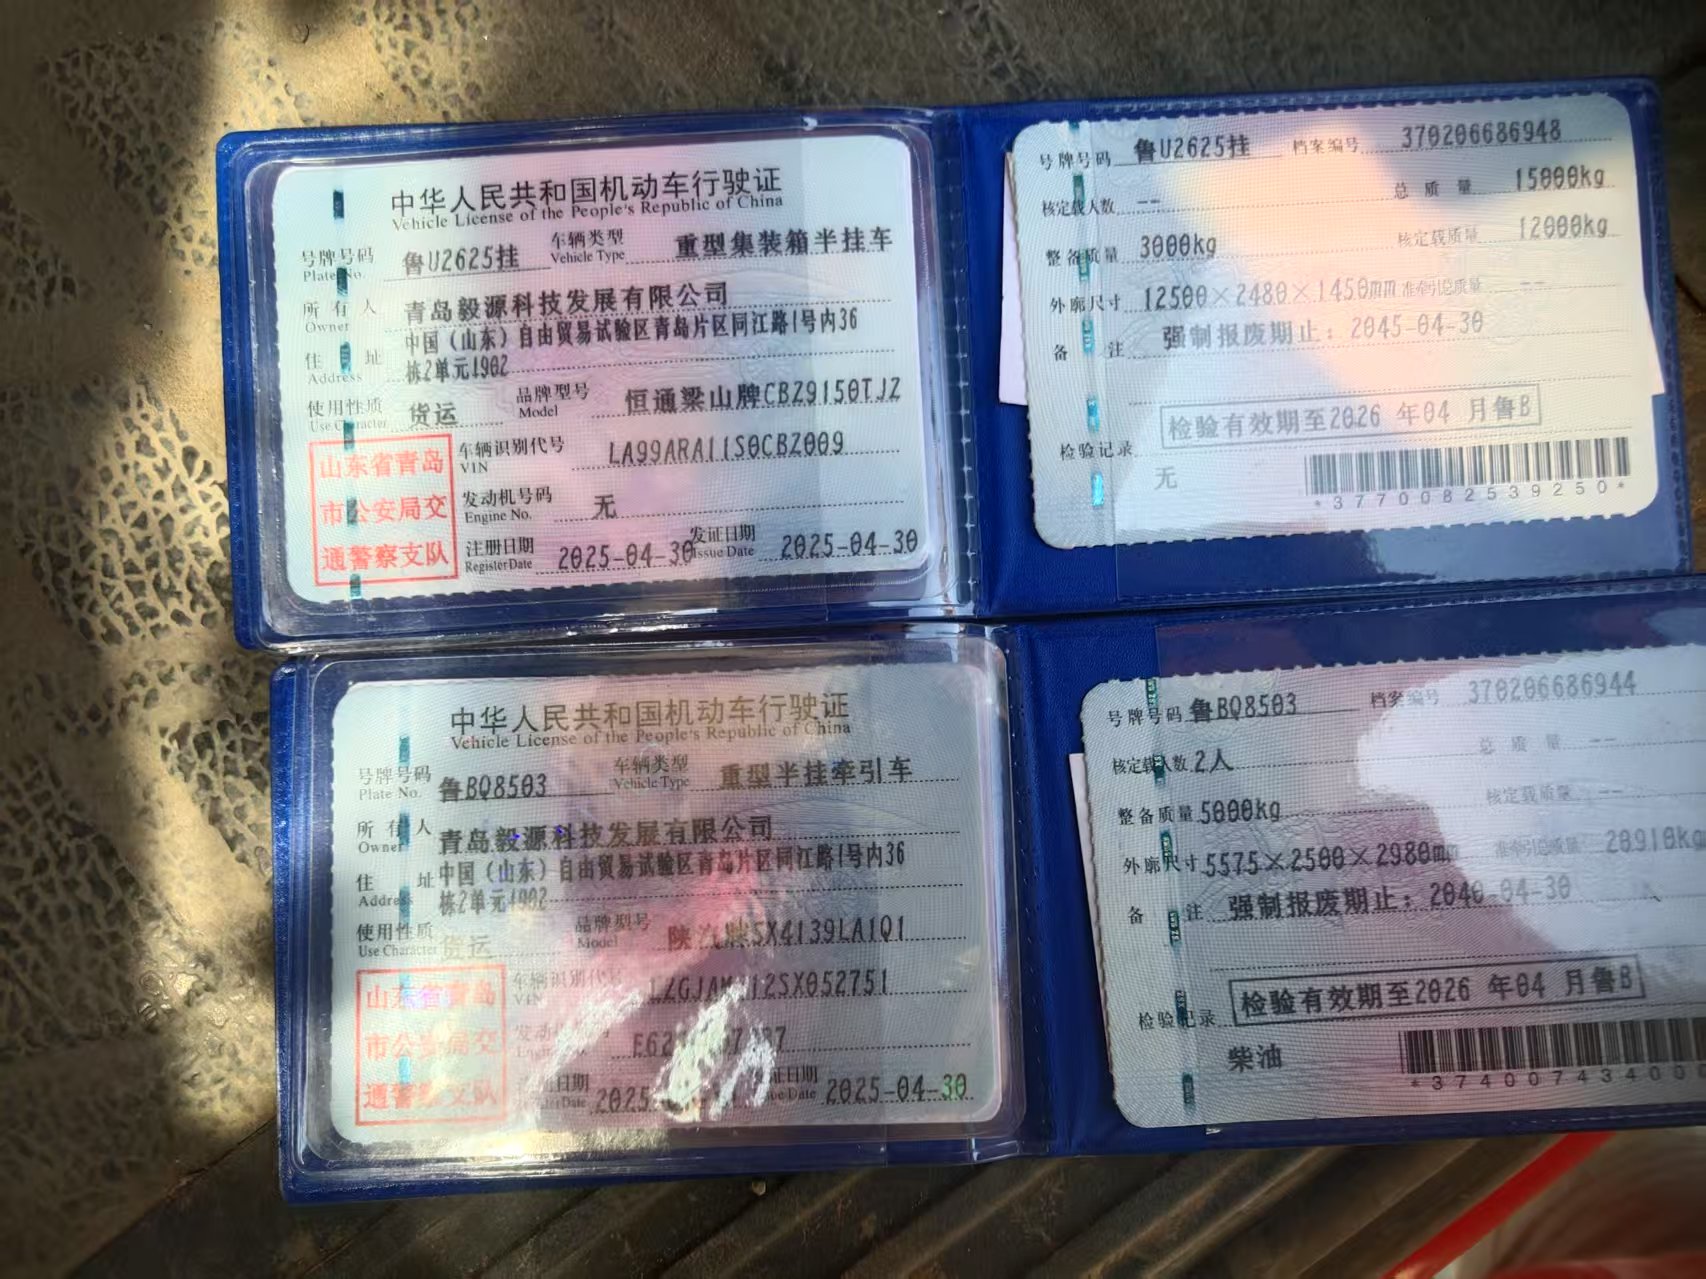 中华人民共和国机动车行驶证
Vehicle License of the People's Republic of China
号牌号码 Plate No. 鲁U2625挂 车辆类型 Vehicle Type 重型集装箱半挂车
所有人 Owner 青岛毅源科技发展有限公司
住址 Address 中国（山东）自由贸易试验区青岛片区同江路1号内36
栋2单元1902
使用性质 Use Character 货运 品牌型号 Model 恒通梁山牌CBZ9150TJZ
车辆识别代号 VIN LA99ARA11S0CBZ009
发动机号码 Engine No. 无
注册日期 Register Date 2025-04-30 发证日期 Issue Date 2025-04-30
山东省青岛
市公安局交
通警察支队
号牌号码 鲁U2625挂 档案编号 370206686948
核定载人数 -- 总质量 15000kg
整备质量 3000kg 核定载质量 12000kg
外廓尺寸 12500×2480×1450mm 准牵引总质量 --
备注 强制报废期止：2045-04-30
检验有效期至2026 年04 月鲁B
检验记录
无
*3770082539250*
中华人民共和国机动车行驶证
Vehicle License of the People's Republic of China
号牌号码 Plate No. 鲁BQ8503 车辆类型 Vehicle Type 重型半挂牵引车
所有人 Owner 青岛毅源科技发展有限公司
住址 Address 中国（山东）自由贸易试验区青岛片区同江路1号内36
栋2单元1902
使用性质 Use Character 货运 品牌型号 Model 陕汽牌SX4139LA1Q1
车辆识别代号 VIN
日期 2025 证日期 2025-04-30
山东省青岛
市公安局交
通警察支队
号牌号码 鲁BQ8503 档案编号 370206686944
核定载人数 2人 总质量 --
整备质量 5000kg 核定载质量 --
外廓尺寸 5575×2500×2980mm 准牵引总质量 20910kg
备注 强制报废期止：2040-04-30
检验有效期至2026 年04 月鲁B
检验记录
柴油
*3740074340